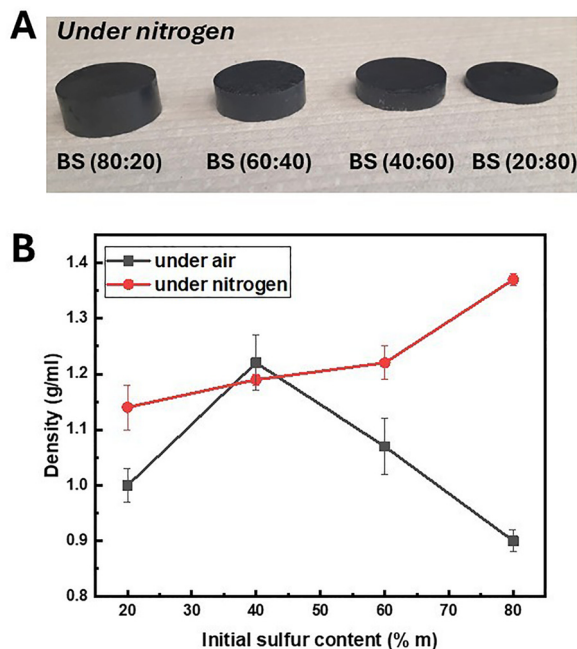 A
Under nitrogen
BS (80:20) BS (60:40) BS (40:60) BS (20:80)
B
under air
under nitrogen
Density (g/ml)
1.4
1.3
1.2
1.1
1.0
0.9
0.8
20 30 40 50 60 70 80
Initial sulfur content (% m)